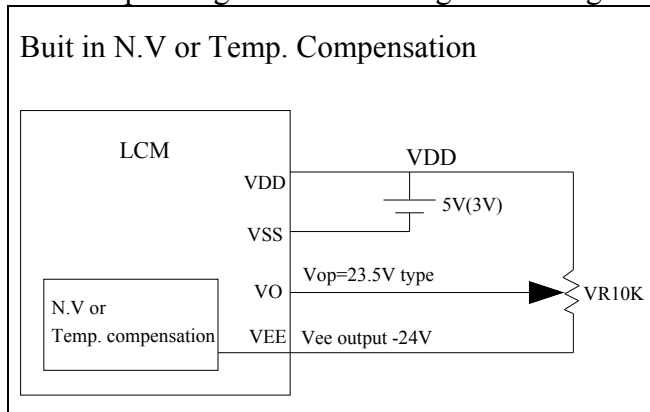 Buit in N.V or Temp. Compensation
LCM
VDD
VDD
5V(3V)
VSS
Vop=23.5V type
VO
VR10K
N.V or
Temp. compensation
VEE
Vee output -24V